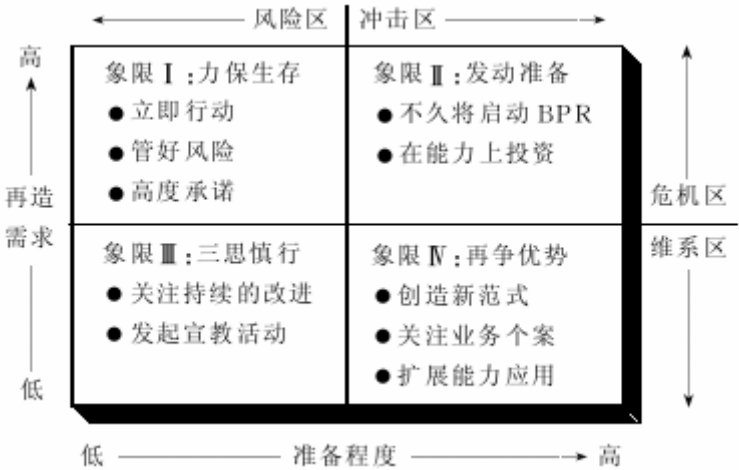 风险区 冲击区
高
象限Ⅰ:力保生存
●立即行动
●管好风险
●高度承诺
象限Ⅱ:发动准备
●不久将启动BPR
●在能力上投资
再造
需求
危机区
维系区
象限Ⅲ:三思慎行
●关注持续的改进
●发起宣教活动
象限Ⅳ:再争优势
●创造新范式
●关注业务个案
●扩展能力应用
低
低 准备程度 高